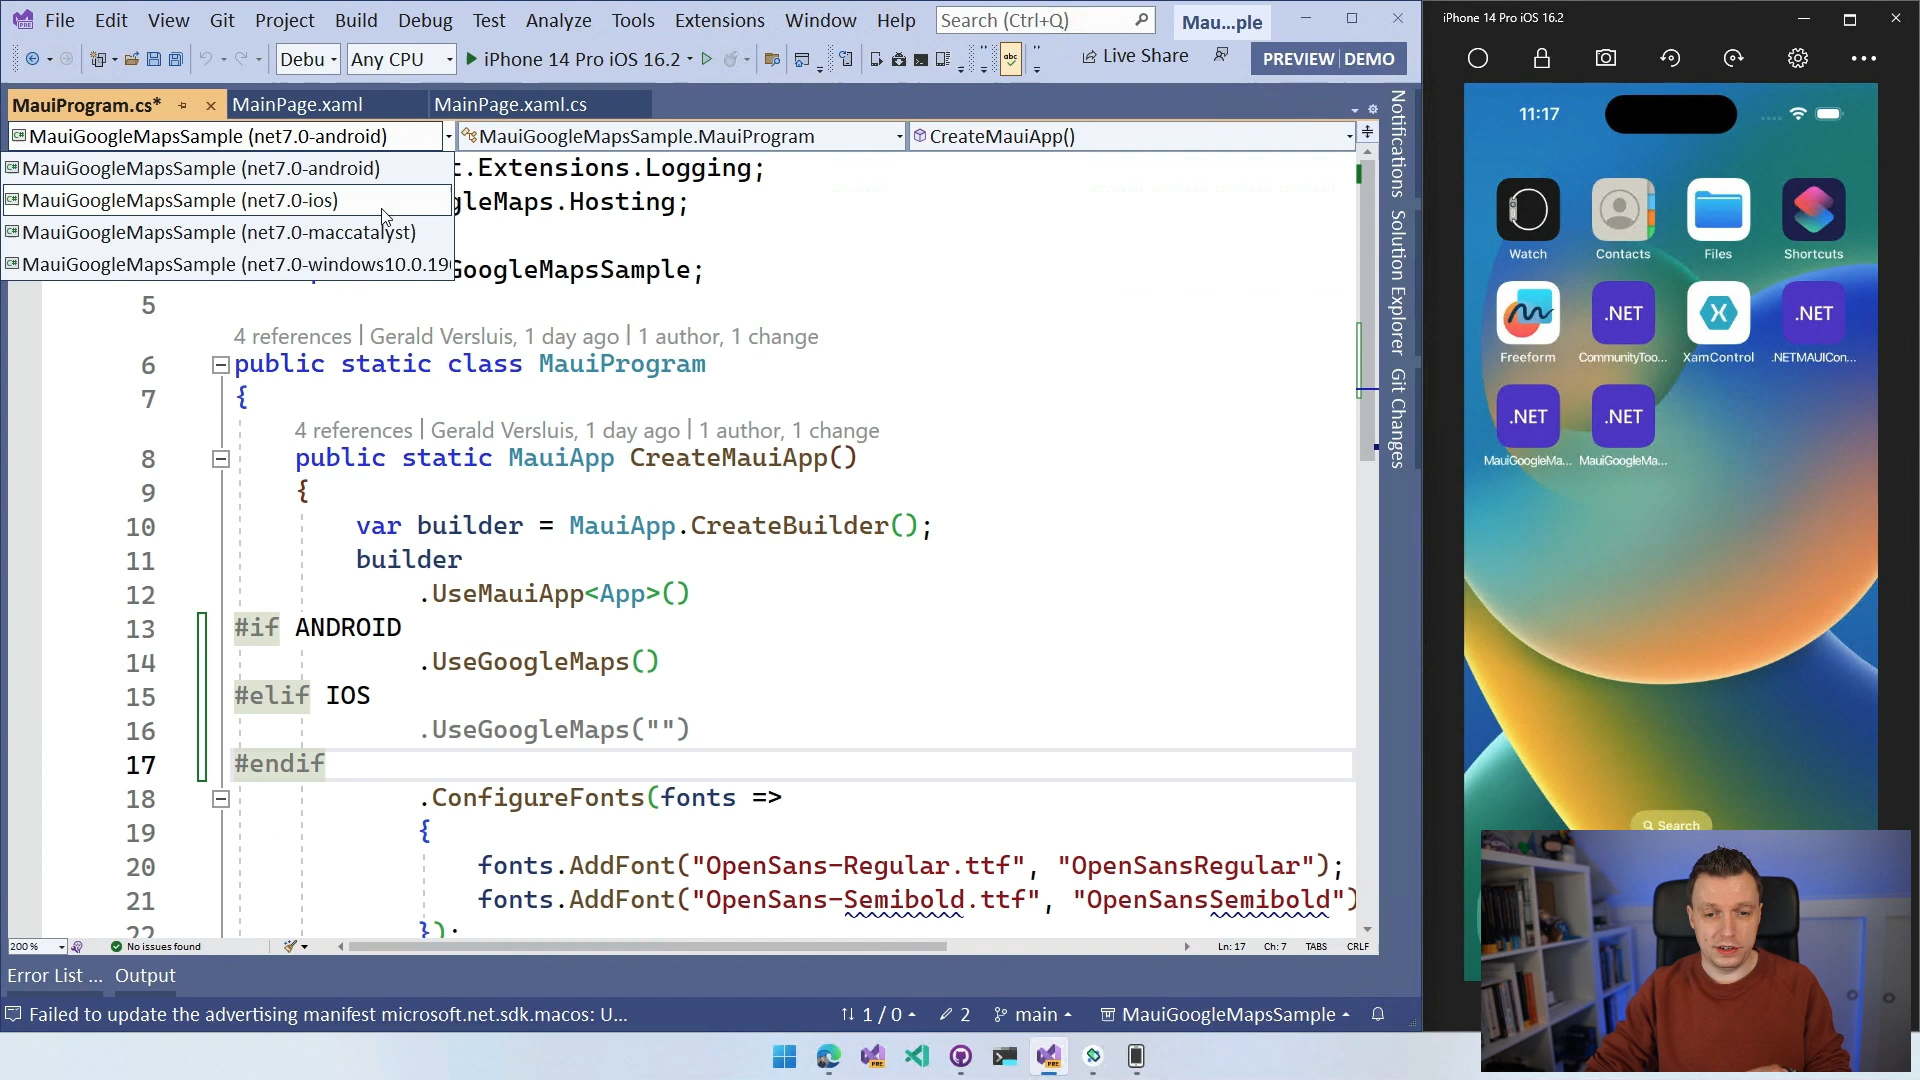 File Edit View Git Project Build Debug Test Analyze Tools Extensions Window Help Search (Ctrl+Q) Mau...ple
Debu Any CPU iPhone 14 Pro iOS 16.2 Live Share PREVIEW DEMO
MauiProgram.cs* MainPage.xaml MainPage.xaml.cs
MauiGoogleMapsSample (net7.0-android) MauiGoogleMapsSample.MauiProgram CreateMauiApp()
MauiGoogleMapsSample (net7.0-android)
MauiGoogleMapsSample (net7.0-ios)
MauiGoogleMapsSample (net7.0-maccatalyst)
MauiGoogleMapsSample (net7.0-windows10.0.19
t.Extensions.Logging;
gleMaps.Hosting;
GoogleMapsSample;
5
4 references | Gerald Versluis, 1 day ago | 1 author, 1 change
6 public static class MauiProgram
7 {
4 references | Gerald Versluis, 1 day ago | 1 author, 1 change
8 public static MauiApp CreateMauiApp()
9 {
10 var builder = MauiApp.CreateBuilder();
11 builder
12 .UseMauiApp<App>()
13 #if ANDROID
14 .UseGoogleMaps()
15 #elif IOS
16 .UseGoogleMaps("")
17 #endif
18 .ConfigureFonts(fonts =>
19 {
20 fonts.AddFont("OpenSans-Regular.ttf", "OpenSansRegular");
21 fonts.AddFont("OpenSans-Semibold.ttf", "OpenSansSemibold")
22 });
200 % No issues found Ln: 17 Ch: 7 TABS CRLF
Error List ... Output
Failed to update the advertising manifest microsoft.net.sdk.macos: U... 1 / 0 2 main MauiGoogleMapsSample
Notifications
Solution Explorer
Git Changes
iPhone 14 Pro iOS 16.2
11:17
Watch Contacts Files Shortcuts
.NET .NET
Freeform CommunityToo... XamControl .NETMAUICon...
.NET .NET
MauiGoogleMa... MauiGoogleMa...
Search